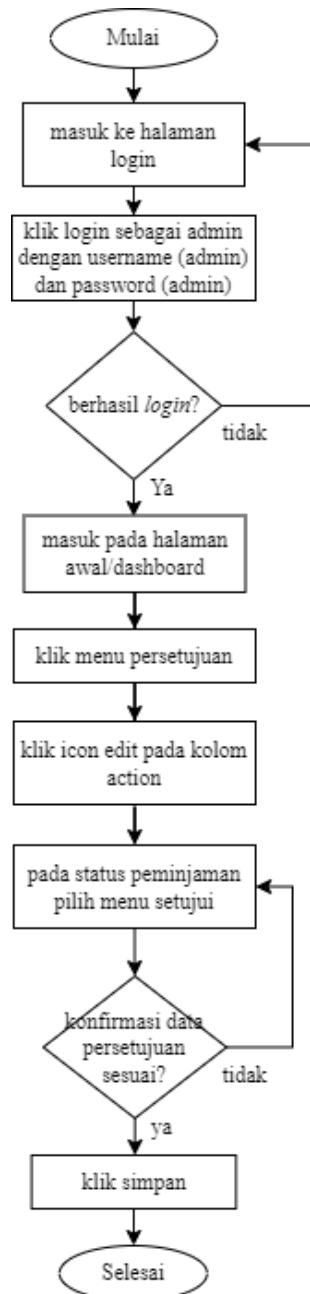 Mulai
masuk ke halaman
login
klik login sebagai admin
dengan username (admin)
dan password (admin)
berhasil login?
tidak
Ya
masuk pada halaman
awal/dashboard
klik menu persetujuan
klik icon edit pada kolom
action
pada status peminjaman
pilih menu setujui
konfirmasi data
persetujuan
sesuai?
tidak
ya
klik simpan
Selesai